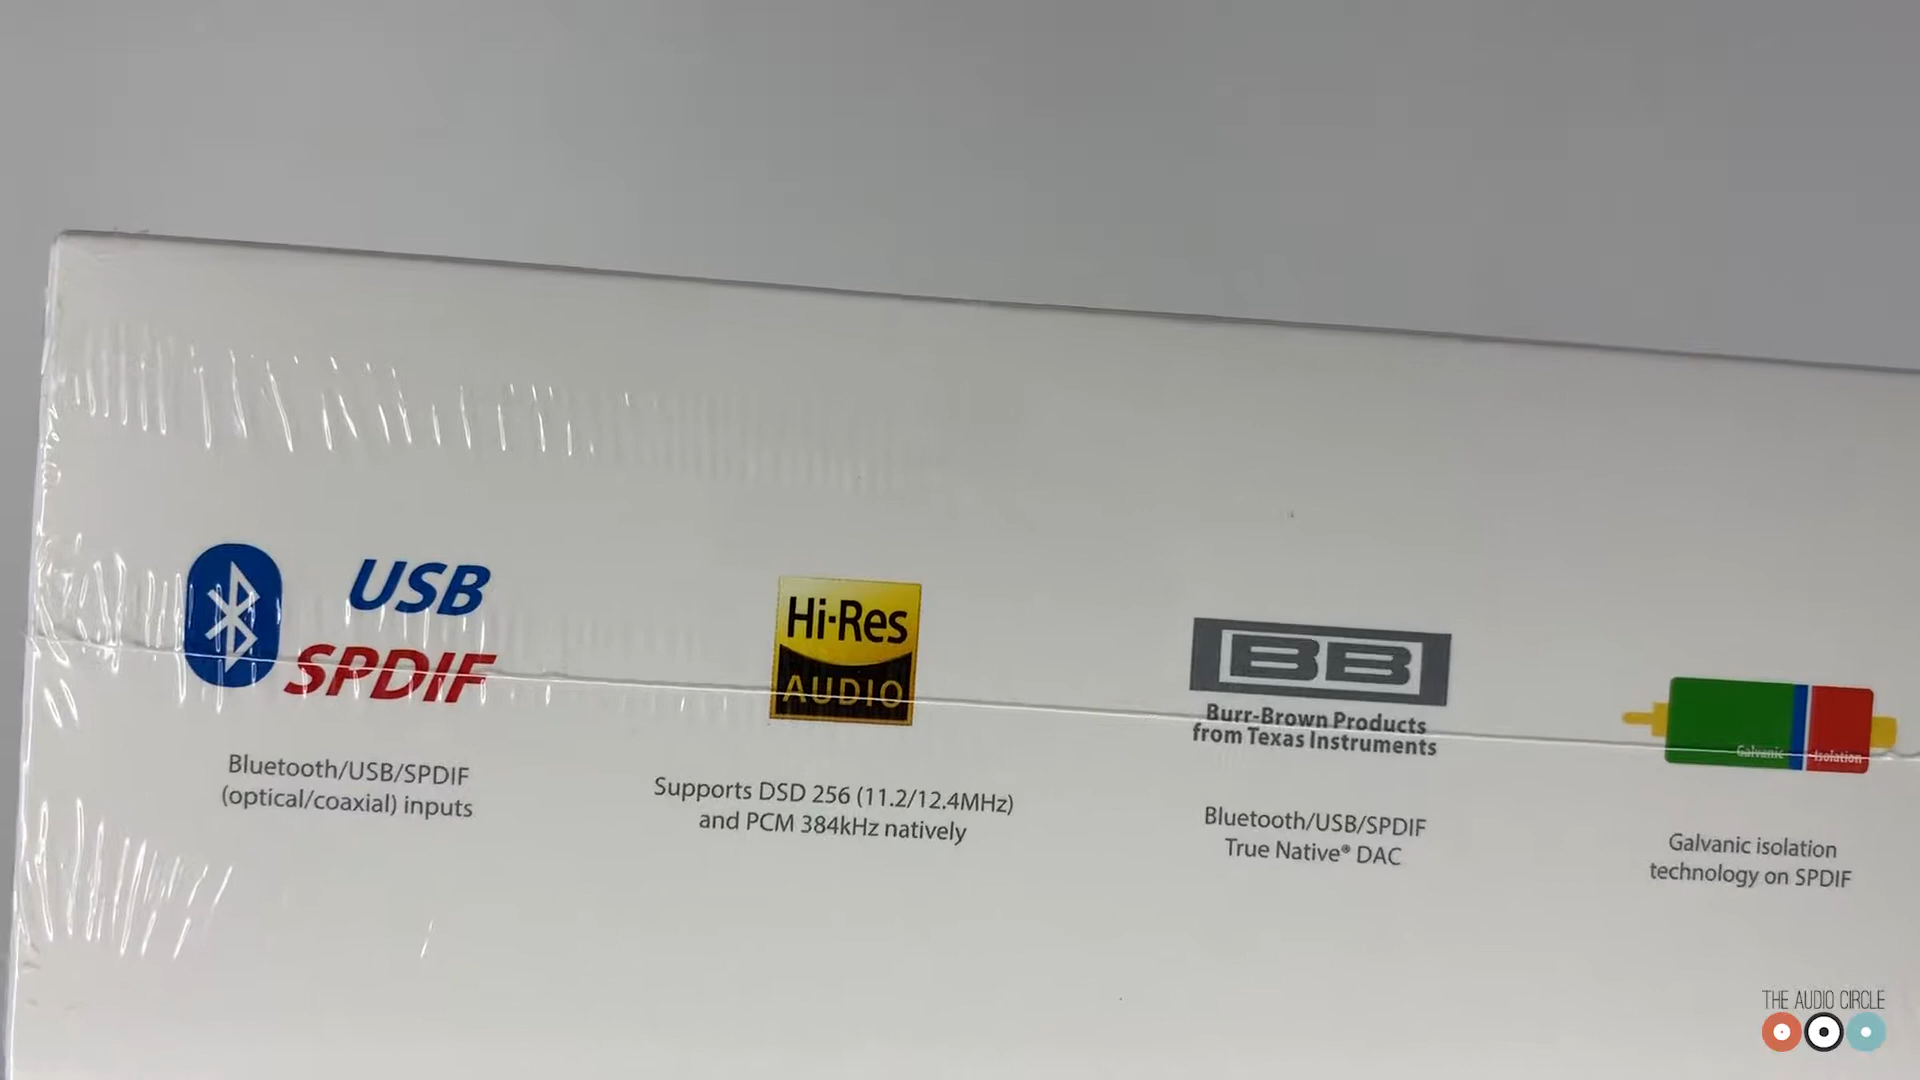 USB
SPDIF
Bluetooth/USB/SPDIF
(optical/coaxial) inputs
Hi-Res
AUDIO
Supports DSD 256 (11.2/12.4MHz)
and PCM 384kHz natively
BB
Burr-Brown Products
from Texas Instruments
Bluetooth/USB/SPDIF
True Native® DAC
Galvanic Isolation
Galvanic isolation
technology on SPDIF
THE AUDIO CIRCLE